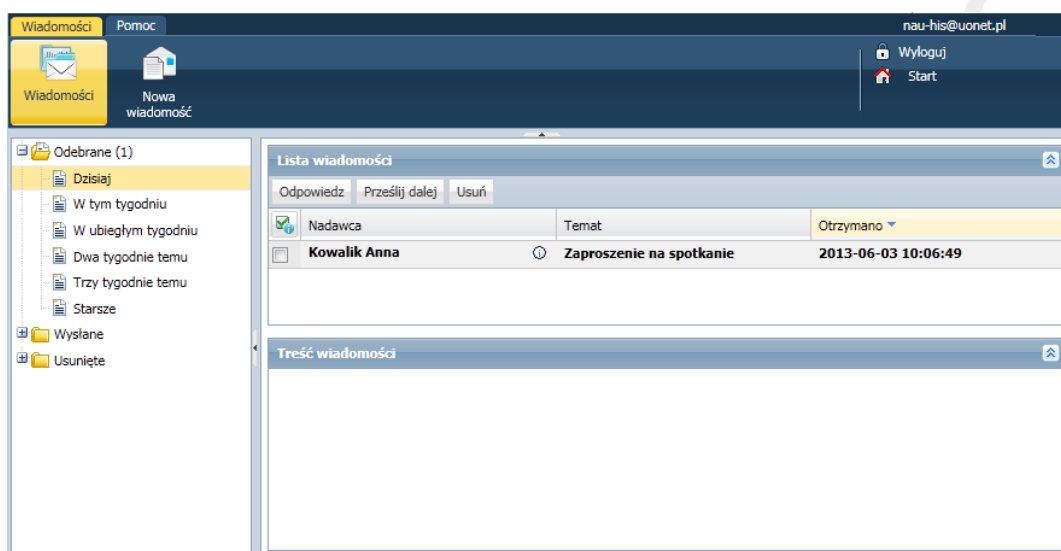 Wiadomości Pomoc nau-his@uonet.pl
Wyloguj
Start
Wiadomości
Nowa
wiadomość
Odebrane (1)
Dzisiaj
W tym tygodniu
W ubiegłym tygodniu
Dwa tygodnie temu
Trzy tygodnie temu
Starsze
Wysłane
Usunięte
Lista wiadomości
Odpowiedz Prześlij dalej Usuń
Nadawca Temat Otrzymano
Kowalik Anna Zaproszenie na spotkanie 2013-06-03 10:06:49
Treść wiadomości